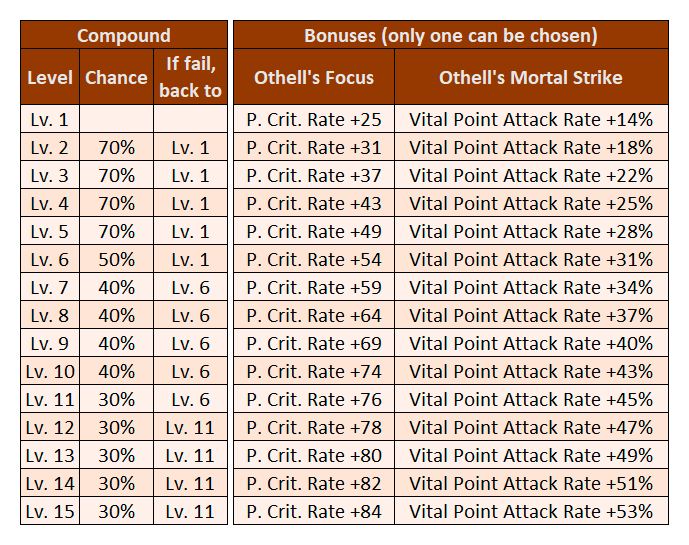 Compound Bonuses (only one can be chosen)
Level Chance If fail, back to Othell's Focus Othell's Mortal Strike
Lv. 1 P. Crit. Rate +25 Vital Point Attack Rate +14%
Lv. 2 70% Lv. 1 P. Crit. Rate +31 Vital Point Attack Rate +18%
Lv. 3 70% Lv. 1 P. Crit. Rate +37 Vital Point Attack Rate +22%
Lv. 4 70% Lv. 1 P. Crit. Rate +43 Vital Point Attack Rate +25%
Lv. 5 70% Lv. 1 P. Crit. Rate +49 Vital Point Attack Rate +28%
Lv. 6 50% Lv. 1 P. Crit. Rate +54 Vital Point Attack Rate +31%
Lv. 7 40% Lv. 6 P. Crit. Rate +59 Vital Point Attack Rate +34%
Lv. 8 40% Lv. 6 P. Crit. Rate +64 Vital Point Attack Rate +37%
Lv. 9 40% Lv. 6 P. Crit. Rate +69 Vital Point Attack Rate +40%
Lv. 10 40% Lv. 6 P. Crit. Rate +74 Vital Point Attack Rate +43%
Lv. 11 30% Lv. 6 P. Crit. Rate +76 Vital Point Attack Rate +45%
Lv. 12 30% Lv. 11 P. Crit. Rate +78 Vital Point Attack Rate +47%
Lv. 13 30% Lv. 11 P. Crit. Rate +80 Vital Point Attack Rate +49%
Lv. 14 30% Lv. 11 P. Crit. Rate +82 Vital Point Attack Rate +51%
Lv. 15 30% Lv. 11 P. Crit. Rate +84 Vital Point Attack Rate +53%